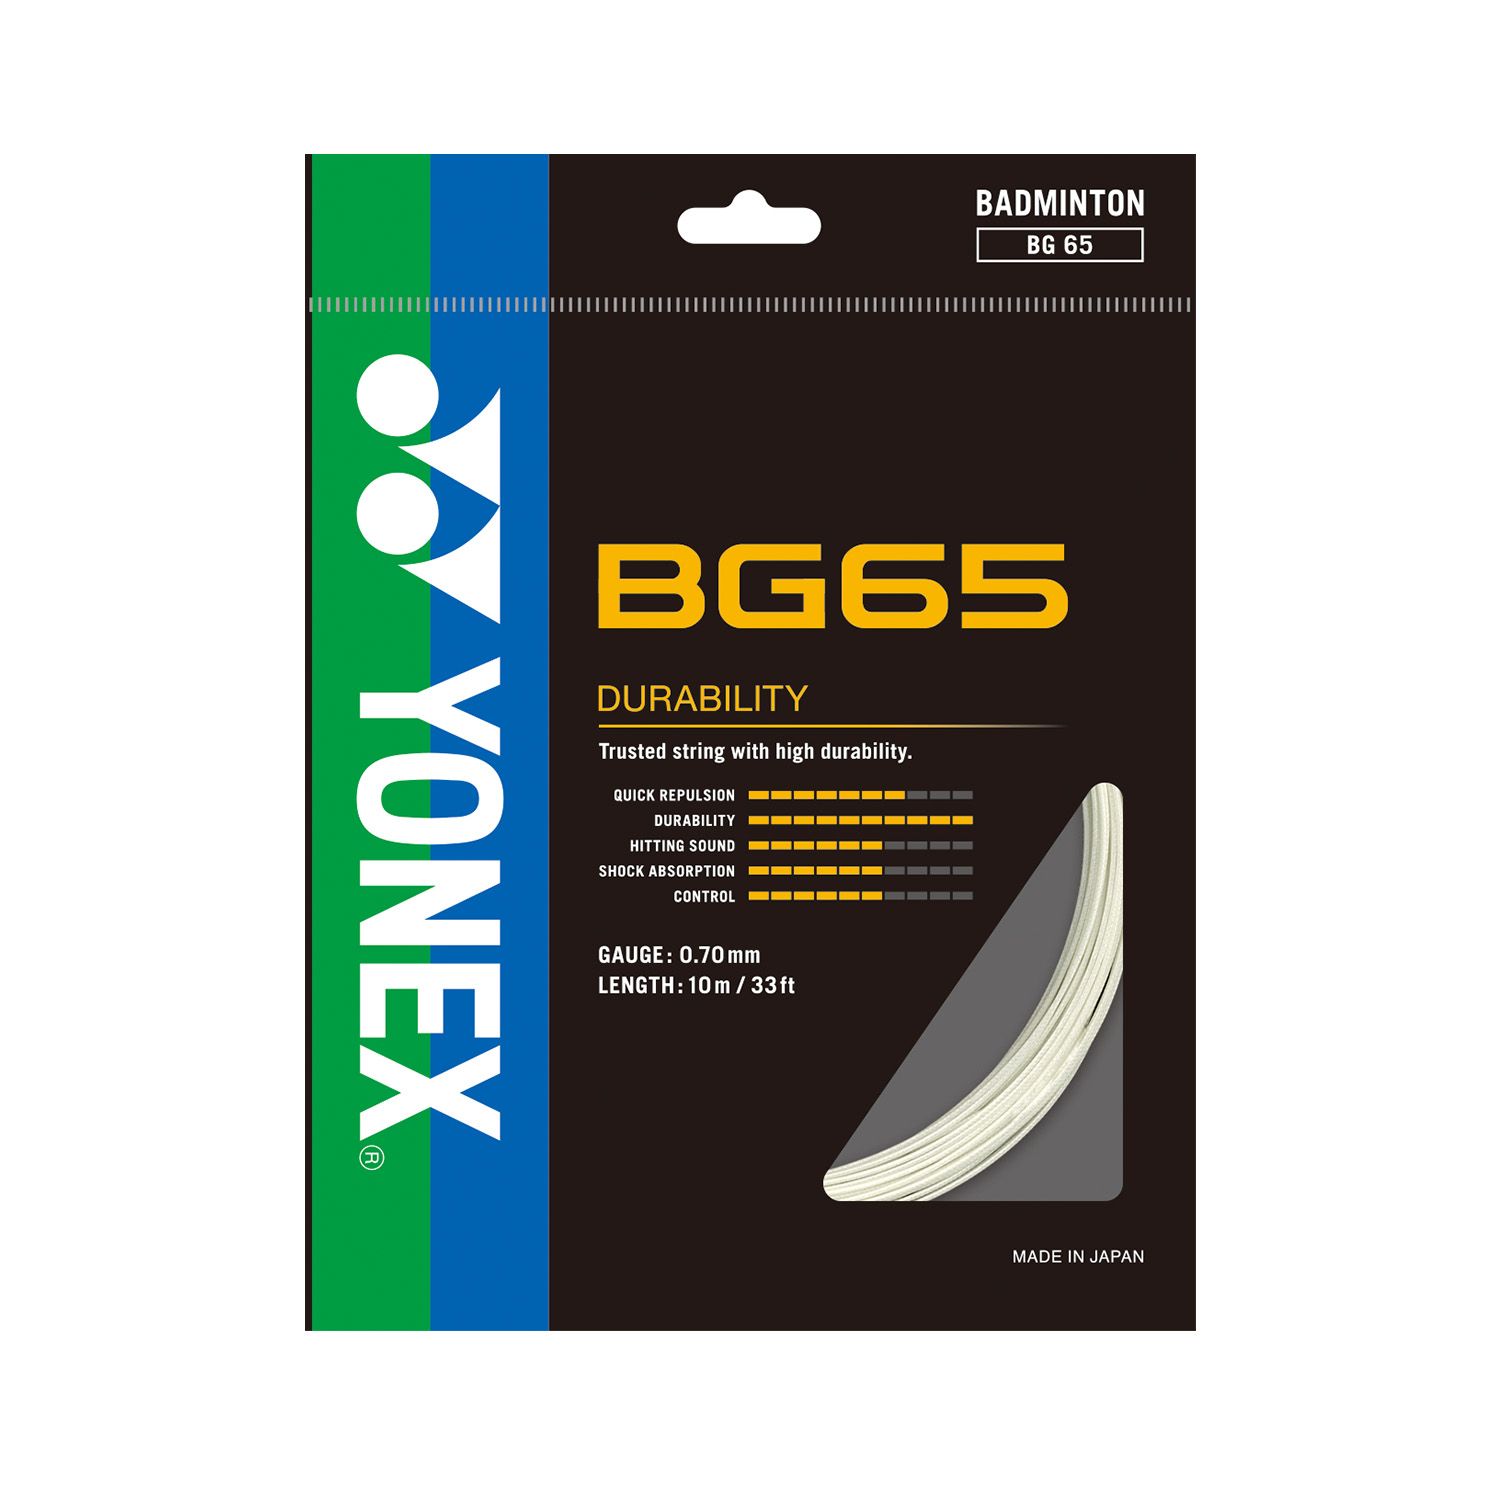 BADMINTON
BG 65
YONEX®
BG65
DURABILITY
Trusted string with high durability.
QUICK REPULSION
DURABILITY
HITTING SOUND
SHOCK ABSORPTION
CONTROL
GAUGE: 0.70mm
LENGTH: 10m / 33ft
MADE IN JAPAN